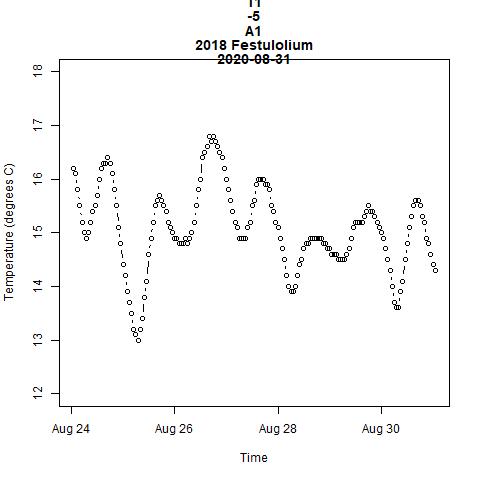 T1
-5
A1
2018 Festulolium
2020-08-31
18
17
16
15
14
13
12
Temperature (degrees C)
Aug 24 Aug 26 Aug 28 Aug 30
Time